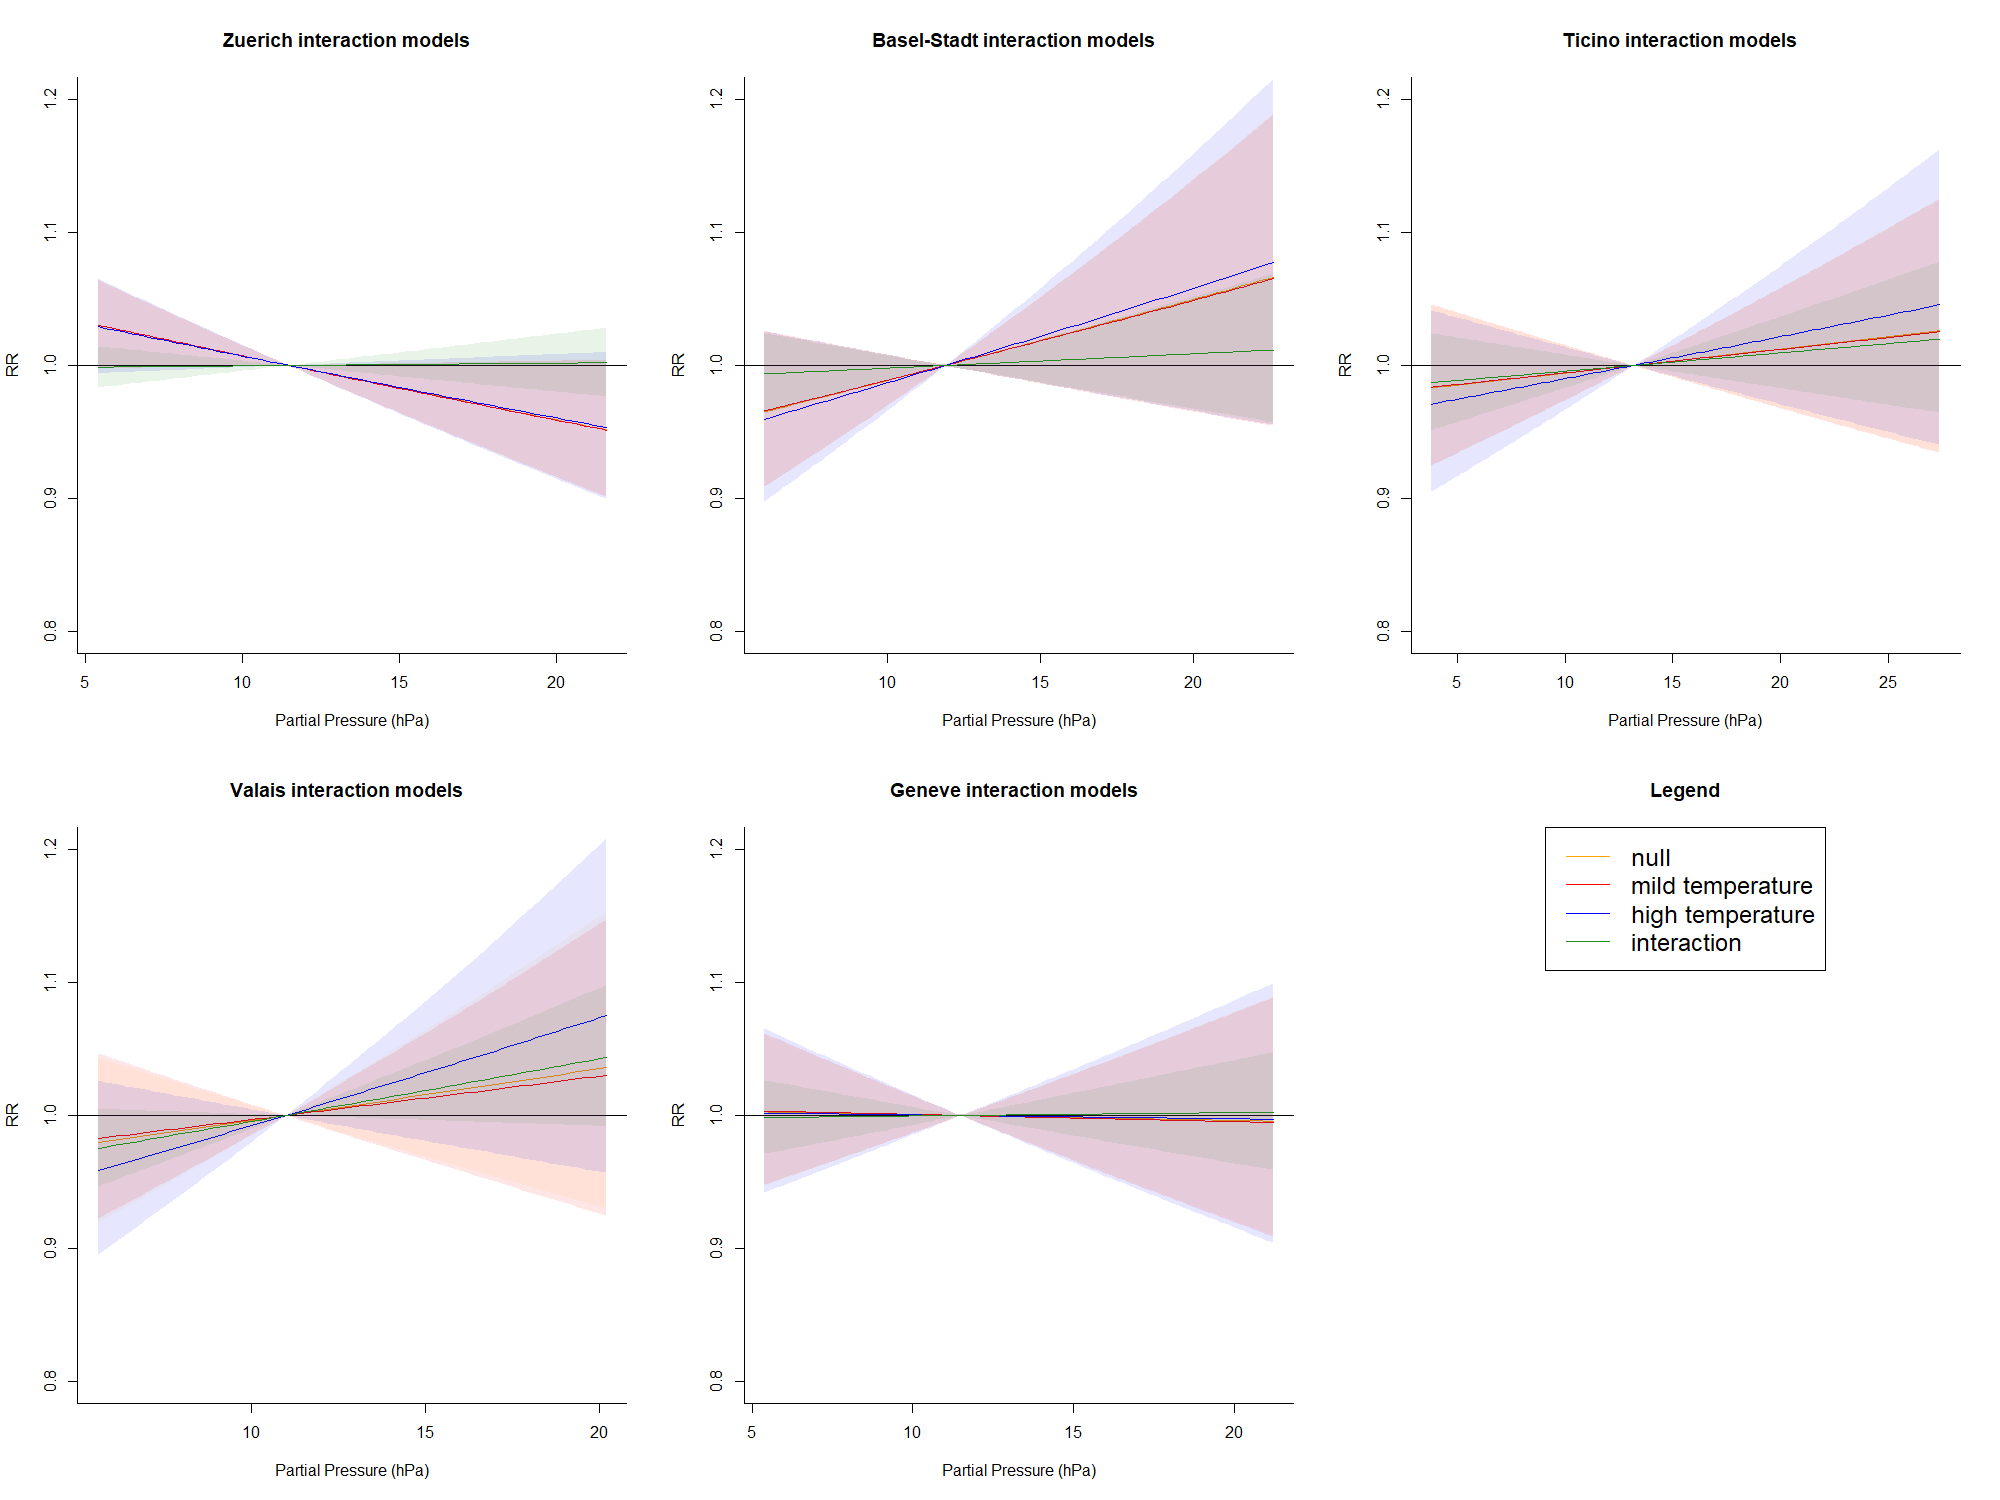 Zuerich interaction models
1.2
1.1
1.0
0.9
0.8
RR
5 10 15 20
Partial Pressure (hPa)
Basel-Stadt interaction models
1.2
1.1
1.0
0.9
0.8
RR
10 15 20
Partial Pressure (hPa)
Ticino interaction models
1.2
1.1
1.0
0.9
0.8
RR
5 10 15 20 25
Partial Pressure (hPa)
Valais interaction models
1.2
1.1
1.0
0.9
0.8
RR
10 15 20
Partial Pressure (hPa)
Geneve interaction models
1.2
1.1
1.0
0.9
0.8
RR
5 10 15 20
Partial Pressure (hPa)
Legend
null
mild temperature
high temperature
interaction